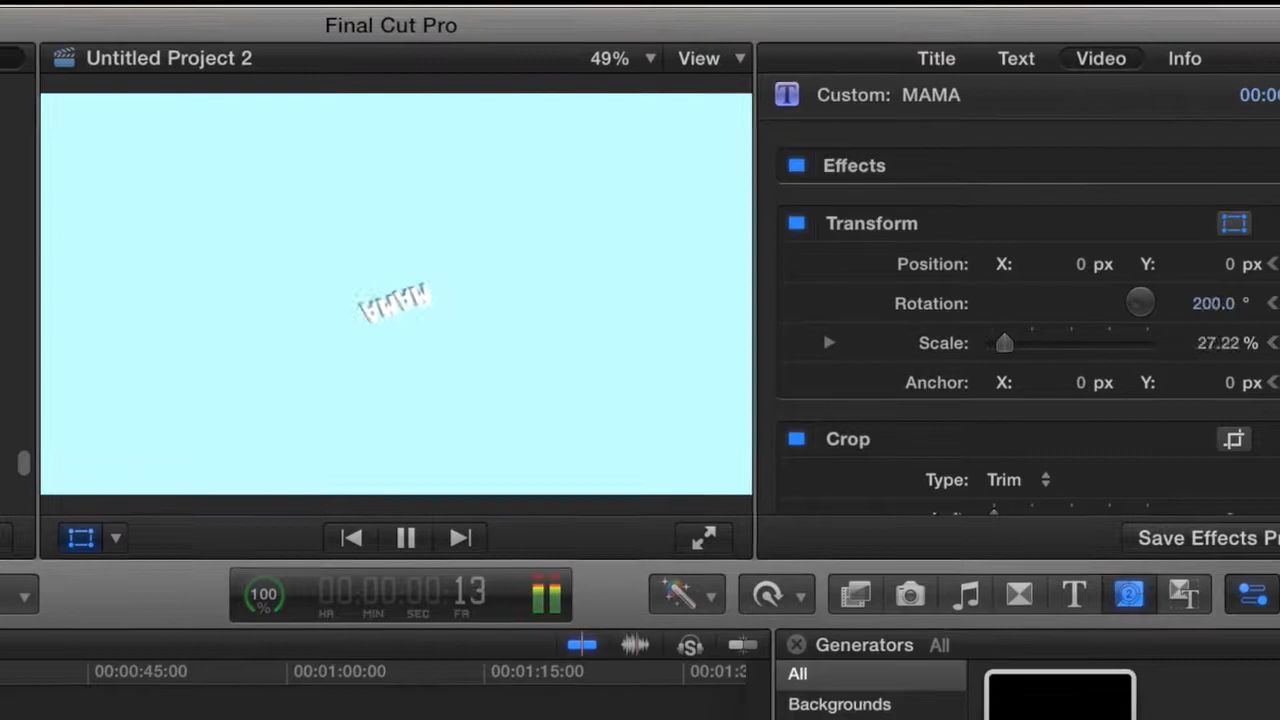 Final Cut Pro
Untitled Project 2
49%
View
Title
Text
Video
Info
Custom: MAMA
00:00
MAMA
Effects
Transform
Position: X: 0 px Y: 0 px
Rotation: 200.0 °
Scale: 27.22 %
Anchor: X: 0 px Y: 0 px
Crop
Type: Trim
Save Effects Pr
100 %
00:00:00:13
HR MIN SEC FR
T
00:00:45:00
00:01:00:00
00:01:15:00
00:01:3
Generators All
All
Backgrounds